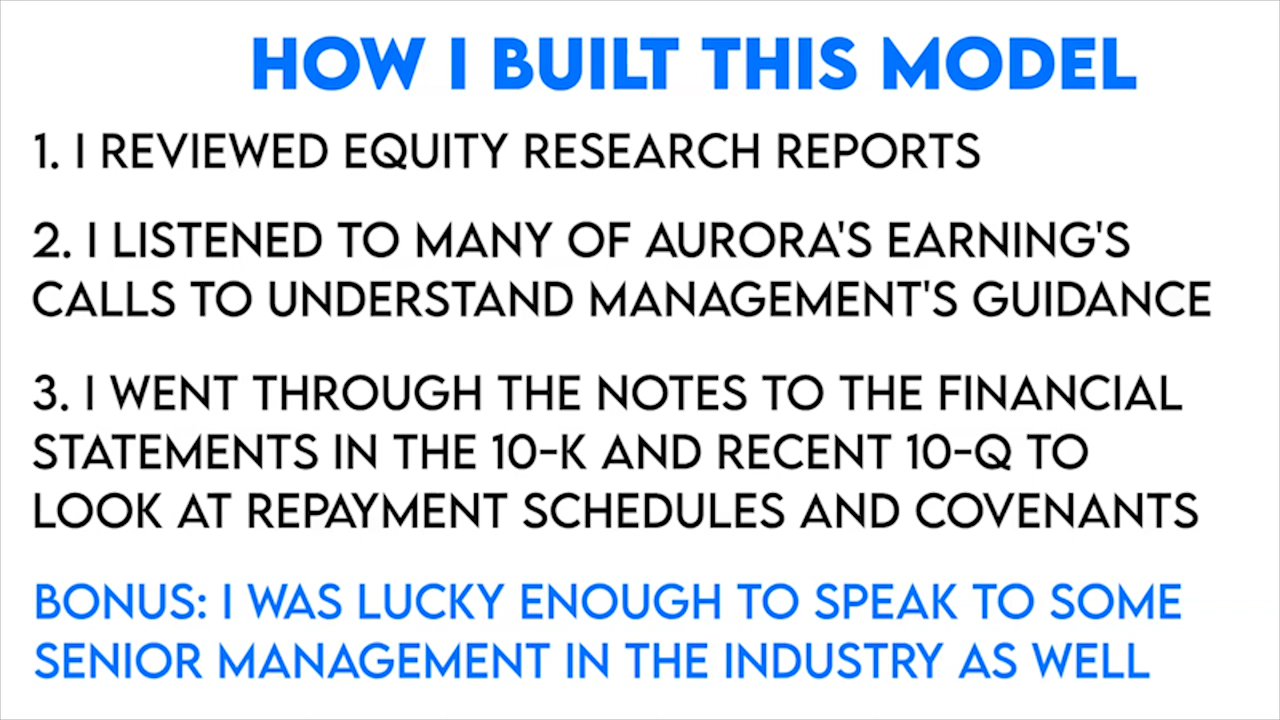 HOW I BUILT THIS MODEL
1. I REVIEWED EQUITY RESEARCH REPORTS
2. I LISTENED TO MANY OF AURORA'S EARNING'S
CALLS TO UNDERSTAND MANAGEMENT'S GUIDANCE
3. I WENT THROUGH THE NOTES TO THE FINANCIAL
STATEMENTS IN THE 10-K AND RECENT 10-Q TO
LOOK AT REPAYMENT SCHEDULES AND COVENANTS
BONUS: I WAS LUCKY ENOUGH TO SPEAK TO SOME
SENIOR MANAGEMENT IN THE INDUSTRY AS WELL